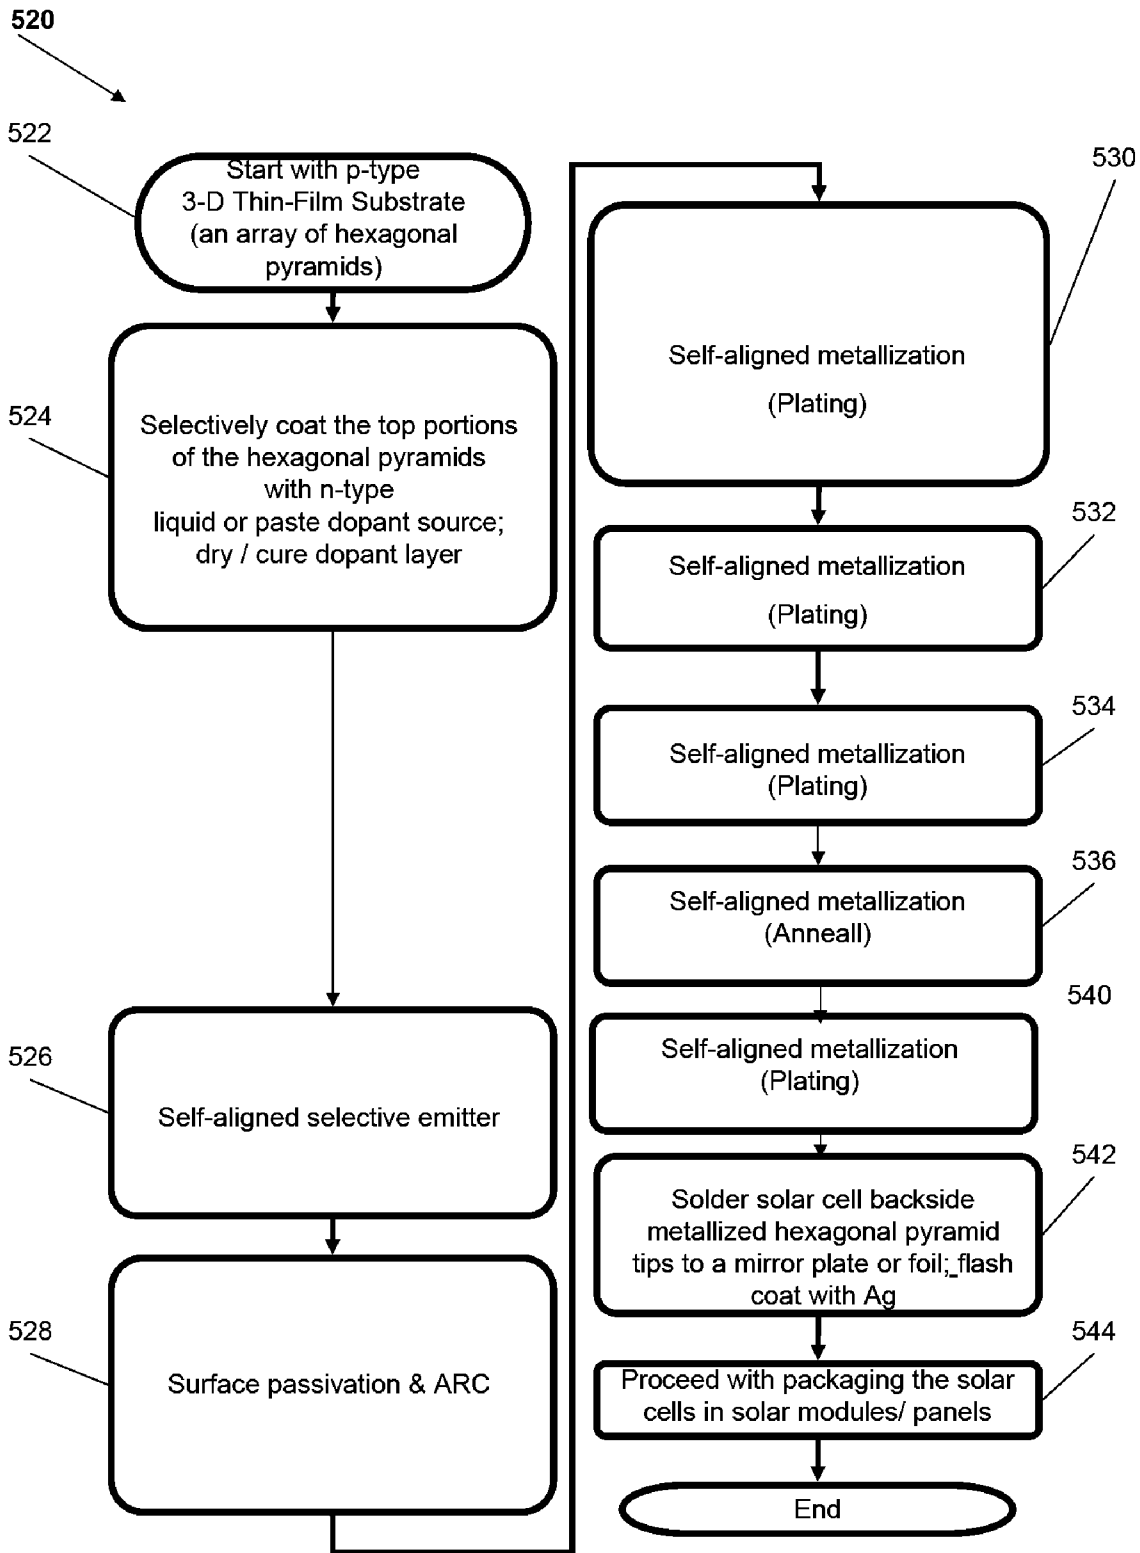 520
522
Start with p-type
3-D Thin-Film Substrate
(an array of hexagonal
pyramids)
524
Selectively coat the top portions
of the hexagonal pyramids
with n-type
liquid or paste dopant source;
dry / cure dopant layer
526
Self-aligned selective emitter
528
Surface passivation & ARC
530
Self-aligned metallization
(Plating)
532
Self-aligned metallization
(Plating)
534
Self-aligned metallization
(Plating)
536
Self-aligned metallization
(Anneall)
540
Self-aligned metallization
(Plating)
542
Solder solar cell backside
metallized hexagonal pyramid
tips to a mirror plate or foil;_flash
coat with Ag
544
Proceed with packaging the solar
cells in solar modules/ panels
End